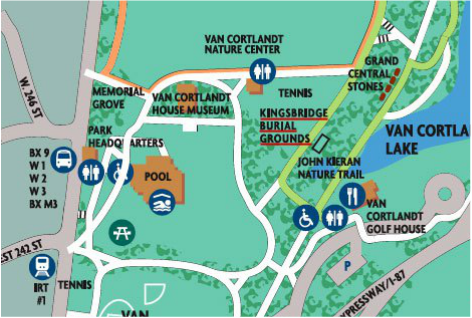 VAN CORTLANDT
NATURE CENTER
W. 246 ST
MEMORIAL
GROVE
VAN CORTLANDT
HOUSE MUSEUM
TENNIS
GRAND
CENTRAL
STONES
KINGSBRIDGE
BURIAL
GROUNDS
VAN CORTLA
LAKE
PARK
HEADQUARTERS
BX 9
W 1
W 2
W 3
BX M3
POOL
JOHN KIERAN
NATURE TRAIL
VAN
CORTLANDT
GOLF HOUSE
EST 242 ST
IRT
#1
TENNIS
P
XPRESSWAY/I-87
VAN